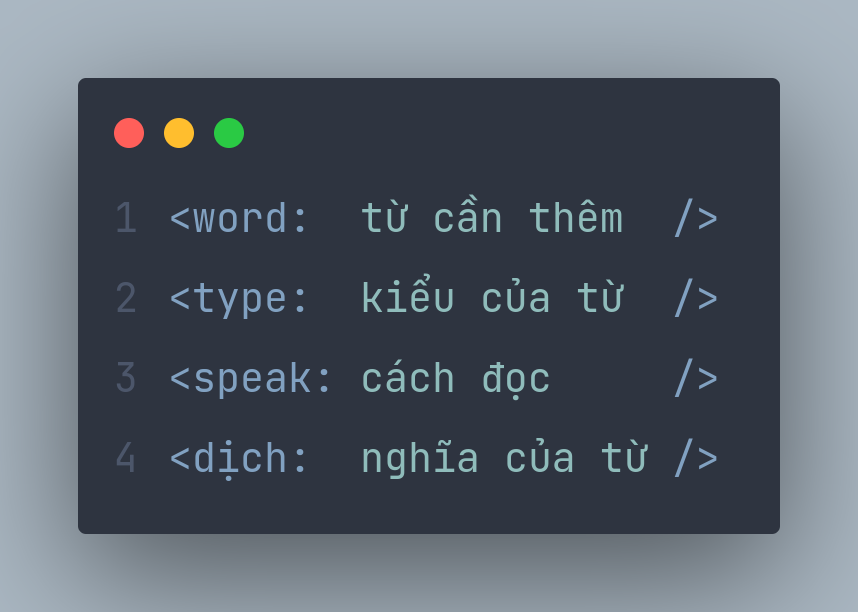 1 <word:  từ cần thêm  />
2 <type:  kiểu của từ  />
3 <speak: cách đọc     />
4 <dịch:  nghĩa của từ />